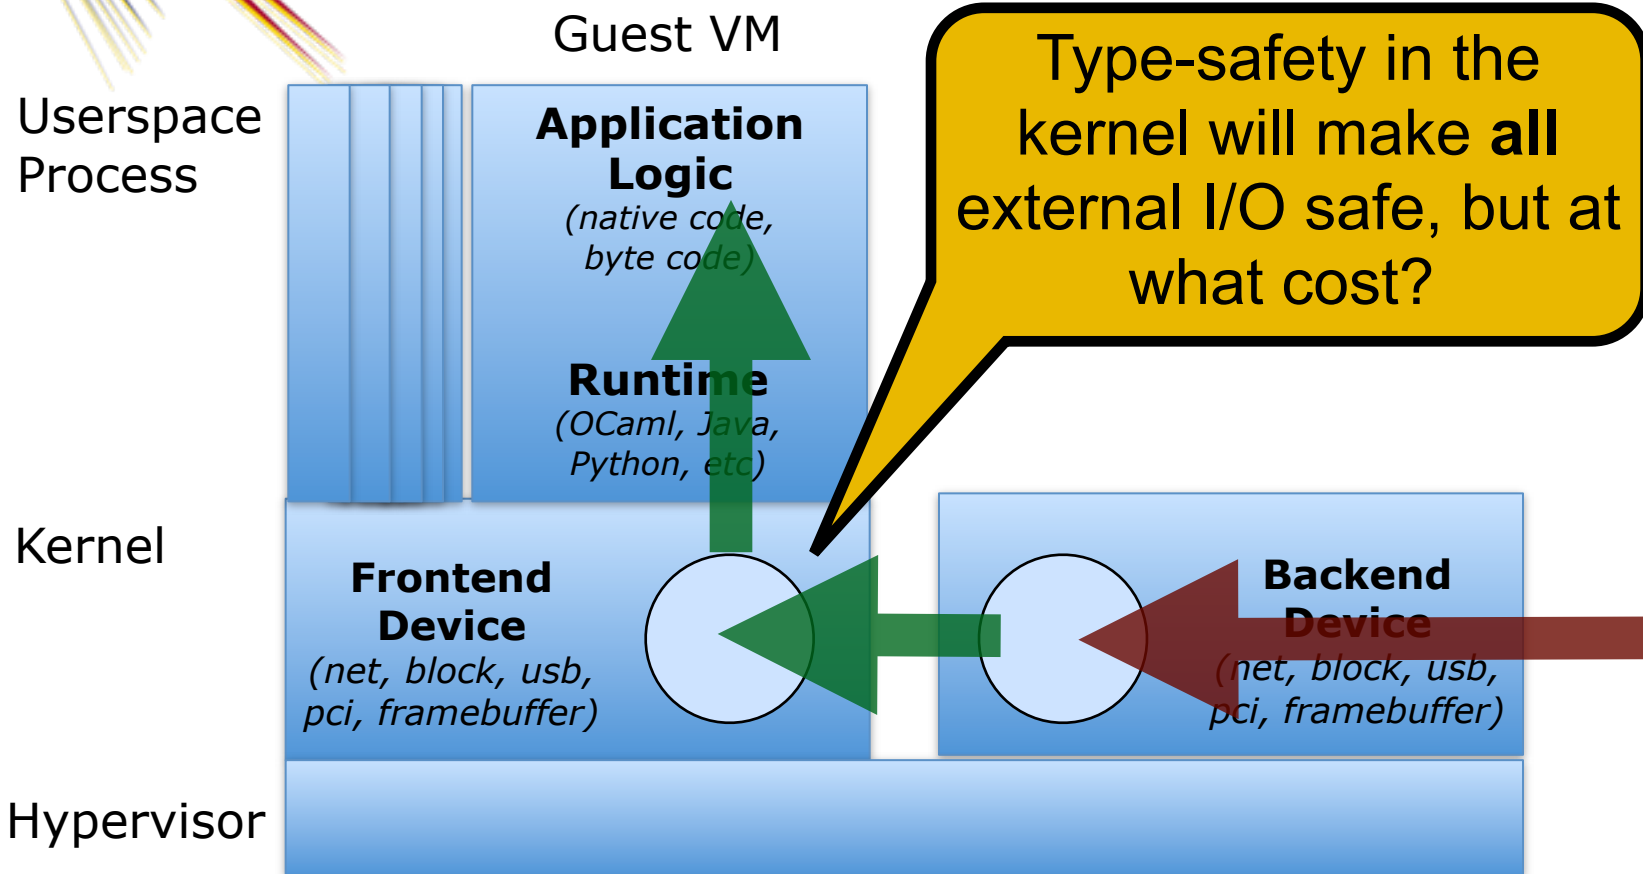 Guest VM
Userspace
Process
Application
Logic
(native code,
byte code)
Runtime
(OCaml, Java,
Python, etc)
Type-safety in the
kernel will make all
external I/O safe, but at
what cost?
Kernel
Frontend
Device
(net, block, usb,
pci, framebuffer)
Backend
Device
(net, block, usb,
pci, framebuffer)
Hypervisor